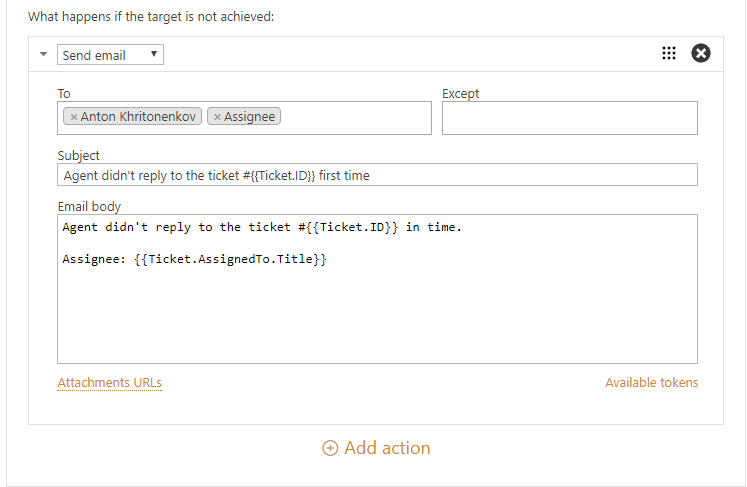 What happens if the target is not achieved:
Send email
To
Except
× Anton Khritonenkov × Assignee
Subject
Agent didn't reply to the ticket #{{Ticket.ID}} first time
Email body
Agent didn't reply to the ticket #{{Ticket.ID}} in time.
Assignee: {{Ticket.AssignedTo.Title}}
Attachments URLs
Available tokens
Add action